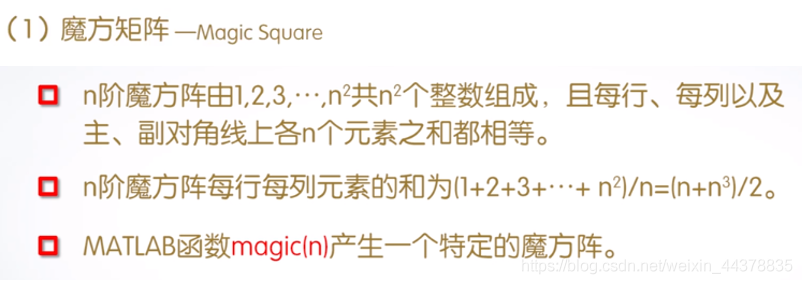 （1）魔方矩阵 —Magic Square
n阶魔方阵由1,2,3,⋯,n²共n²个整数组成，且每行、每列以及
主、副对角线上各n个元素之和都相等。
n阶魔方阵每行每列元素的和为(1+2+3+⋯+ n²)/n=(n+n³)/2。
MATLAB函数magic(n)产生一个特定的魔方阵。
https://blog.csdn.net/weixin_44378835